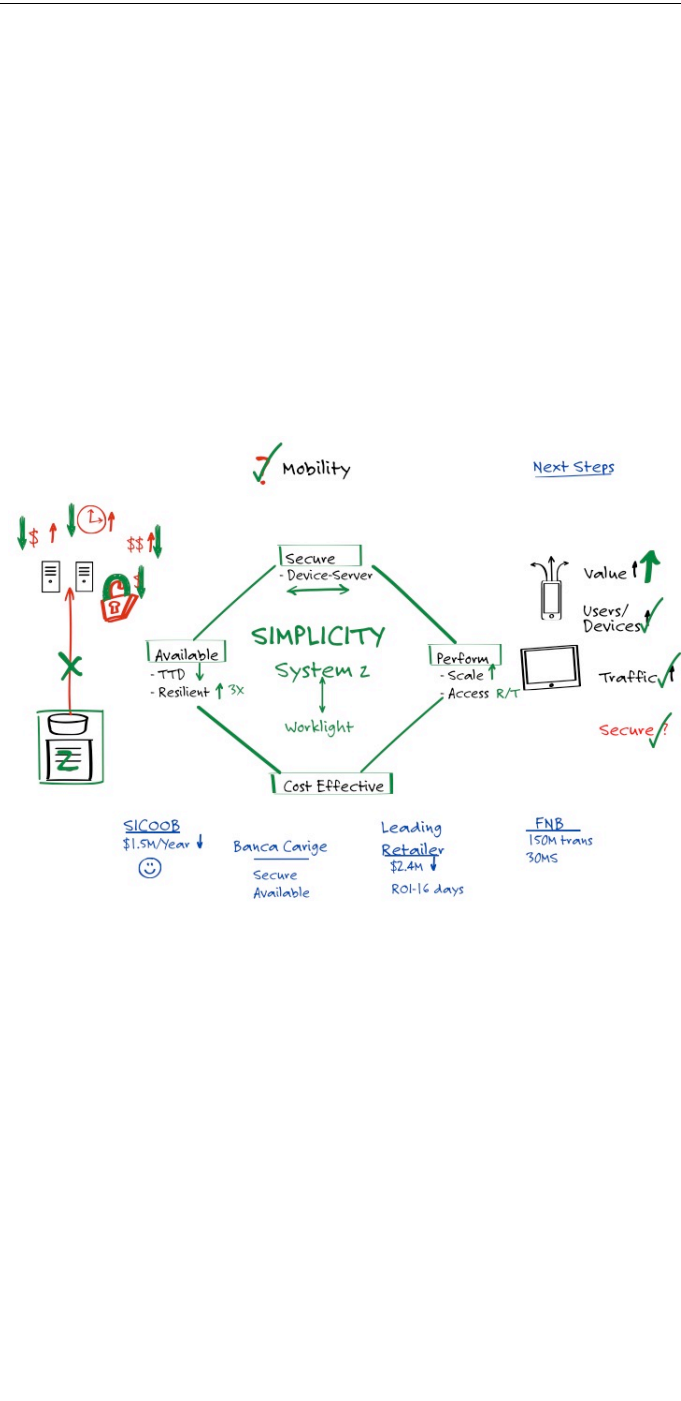 ? Mobility
Next Steps
$
$$
$
Secure
- Device-Server
Value
Users/
Devices
SIMPLICITY
Available
- TTD
- Resilient 3X
System z
Perform
- Scale
- Access R/T
Traffic
Worklight
Secure?
Z
Cost Effective
SICOOB
$1.5M/Year
Banca Carige
Secure
Available
Leading
Retailer
$2.4M
ROI-16 days
FNB
150M trans
30MS